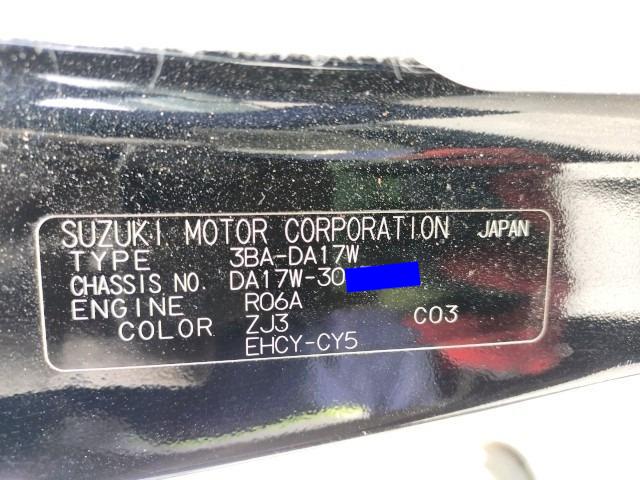 SUZUKI MOTOR CORPORATION JAPAN
TYPE 3BA-DA17W
CHASSIS NO. DA17W-30
ENGINE R06A
COLOR ZJ3 C03
EHCY-CY5